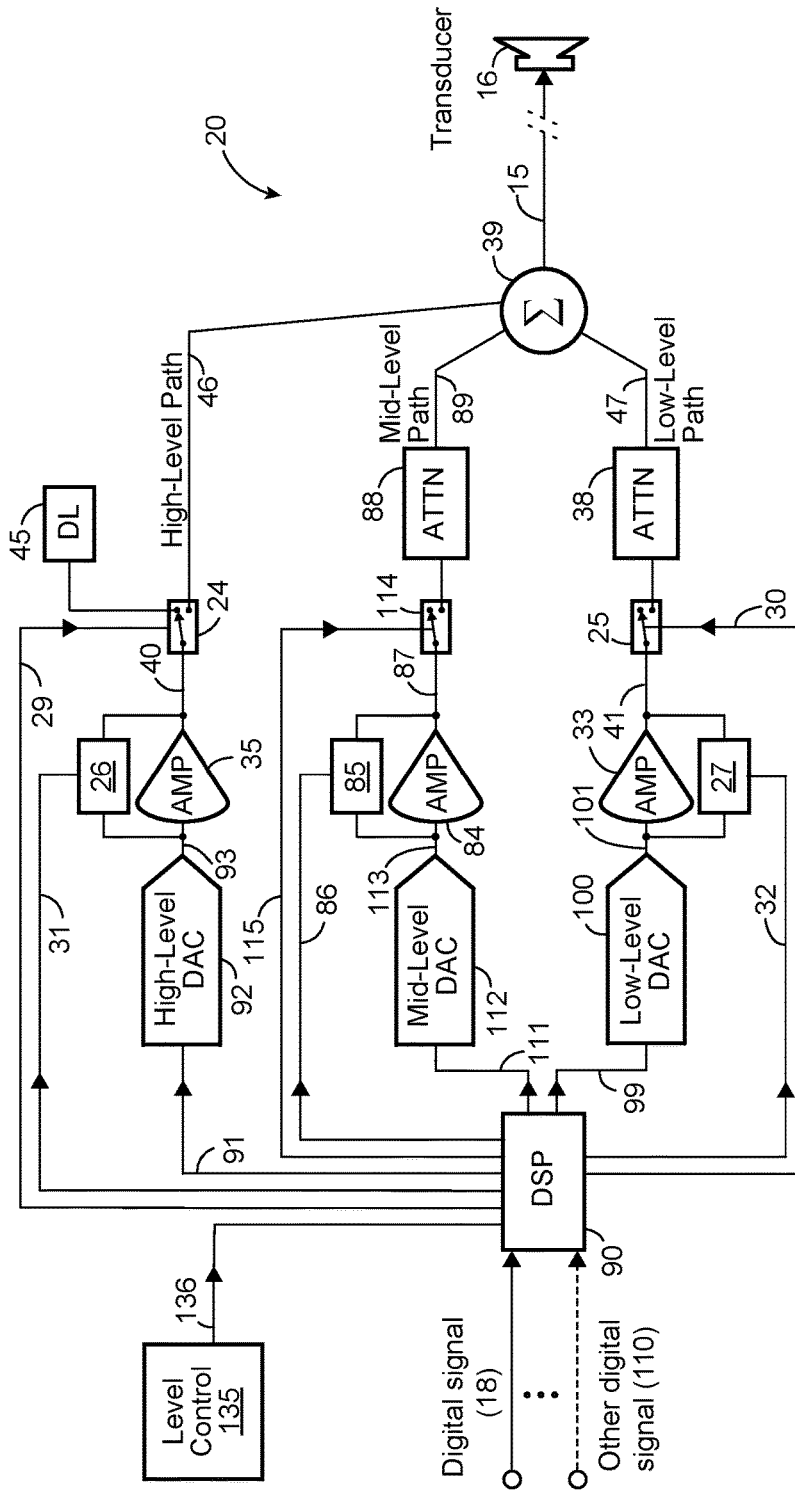 20
Transducer
16
15
39
Σ
High-Level Path
46
Mid-Level
Path
89
47
Low-Level
Path
45
DL
24
40
29
88
ATTN
114
87
38
ATTN
25
41
30
26
AMP
35
93
31
85
AMP
84
113
115
86
33
AMP
101
27
High-Level
DAC
92
Mid-Level
DAC
112
111
100
Low-Level
DAC
99
32
91
DSP
90
136
Level
Control
135
Digital signal
(18)
Other digital
signal (110)